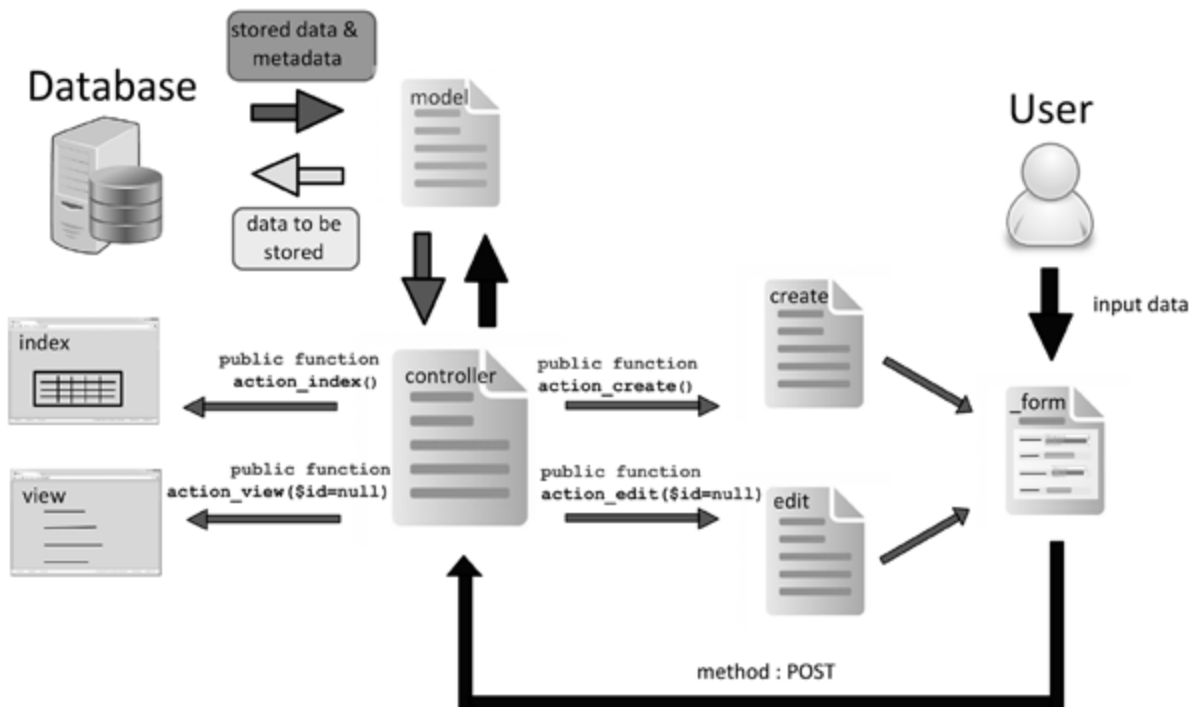 stored data &
metadata
Database
model
User
data to be
stored
create
input data
index
public function
action_index()
controller
public function
action_create()
_form
public function
action_view($id=null)
public function
action_edit($id=null)
view
edit
method : POST